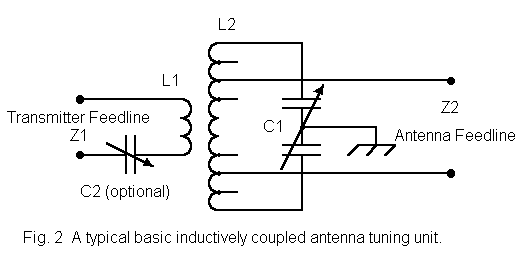 L2
L1
Transmitter Feedline
Z1
C1
Z2
Antenna Feedline
C2 (optional)
Fig. 2 A typical basic inductively coupled antenna tuning unit.